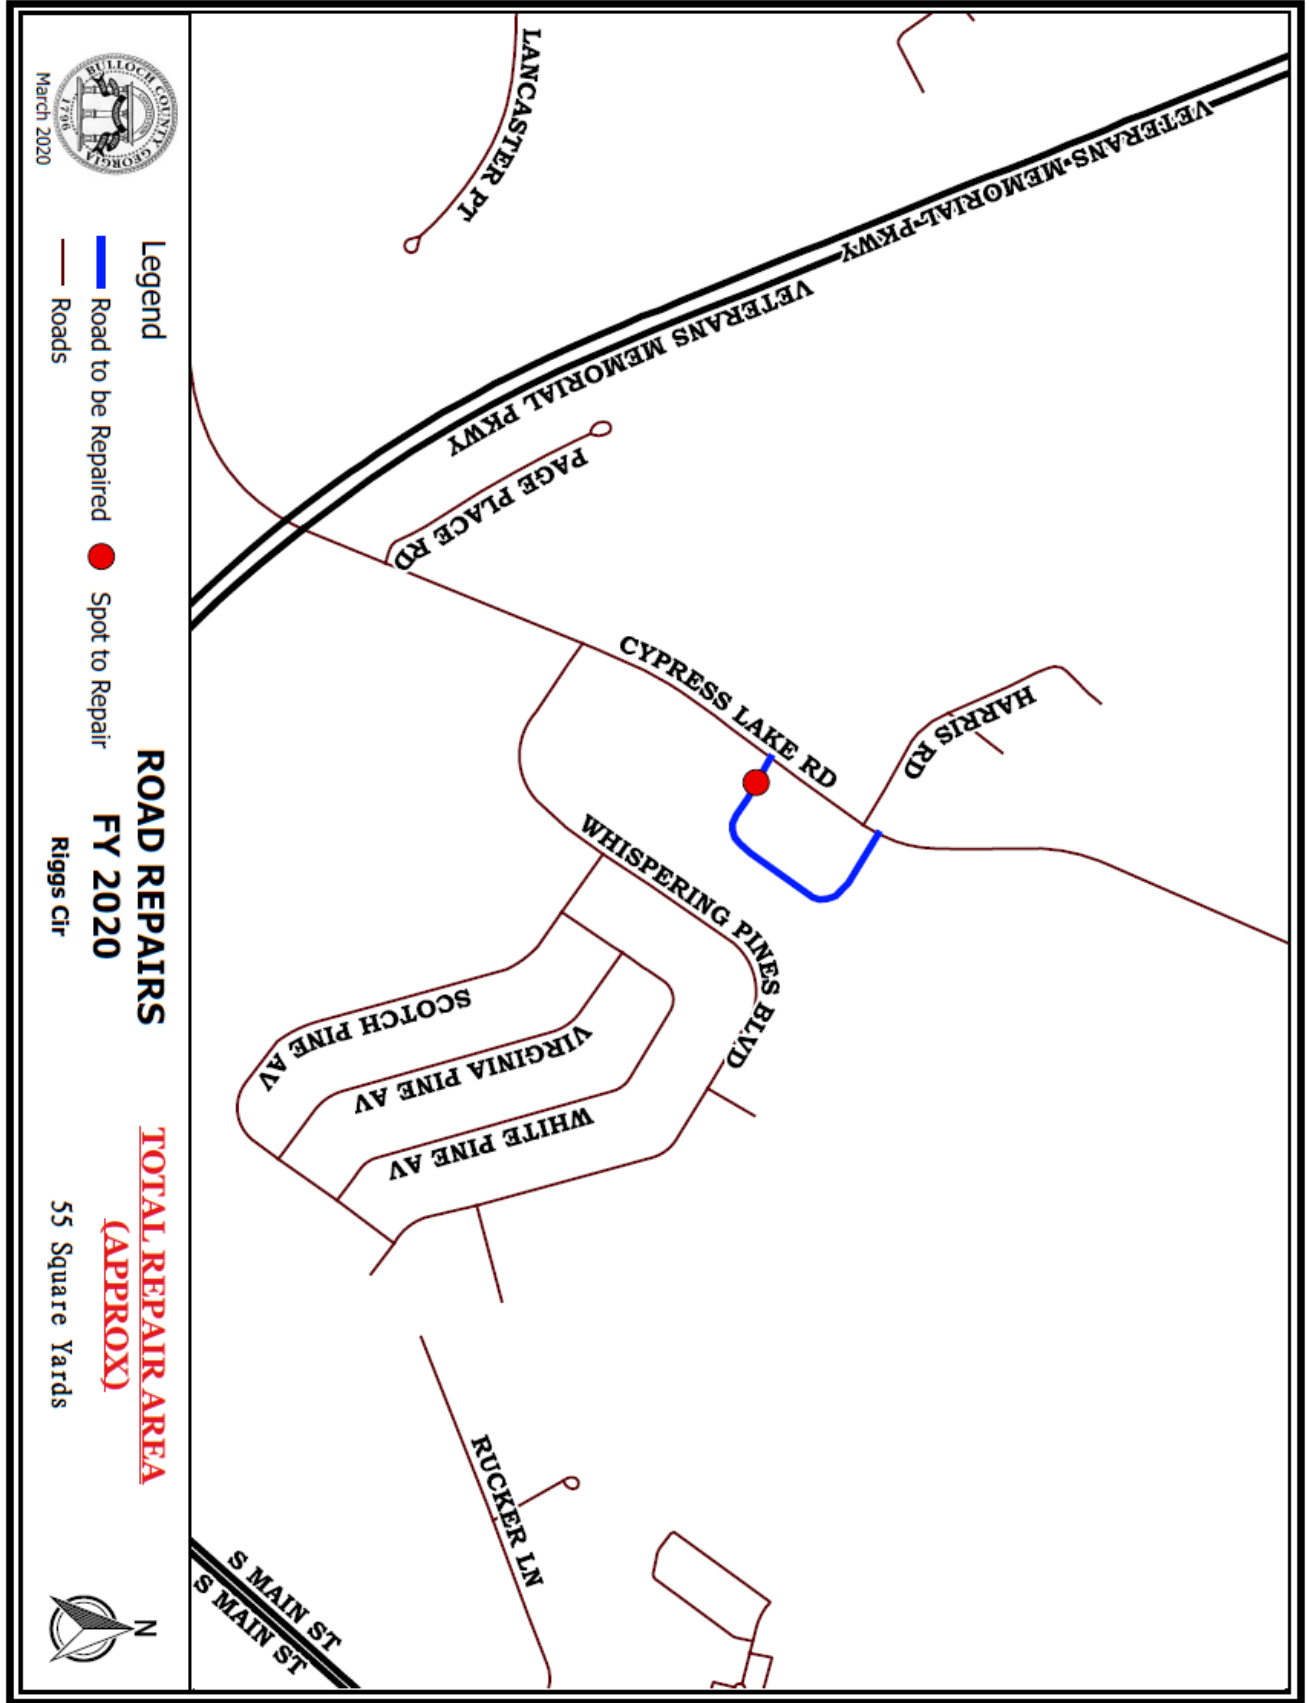 LANCASTER PT
VETERANS-MEMORIAL-PKWY
VETERANS MEMORIAL PKWY
PAGE PLACE RD
CYPRESS LAKE RD
HARRIS RD
WHISPERING PINES BLVD
SCOTCH PINE AV
VIRGINIA PINE AV
WHITE PINE AV
RUCKER LN
S MAIN ST
S MAIN ST
BULLOCH COUNTY GEORGIA
CONSTITUTION
1796
March 2020
Legend
Road to be Repaired
Spot to Repair
Roads
ROAD REPAIRS
FY 2020
Riggs Cir
TOTAL REPAIR AREA
(APPROX)
55 Square Yards
N